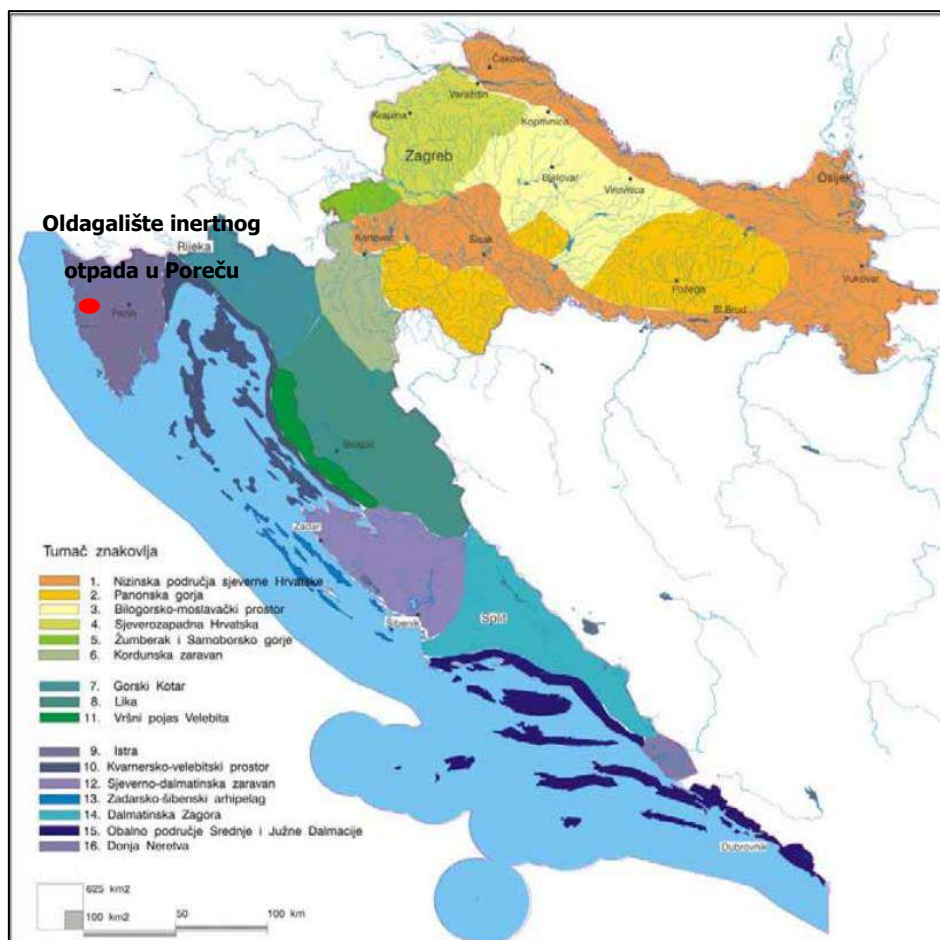 Čakovec
Varaždin
Krapina
Koprivnica
Zagreb
Bjelovar
Virovitica
Osijek
Oldagalište inertnog
otpada u Poreču
Rijeka
Karlovac
Sisak
Vukovar
Požega
Sl.Brod
Pazin
Gospić
Zadar
Šibenik
Split
Dubrovnik
Tumač znakovlja
1. Nizinska područja sjeverne Hrvatske
2. Panonska gorja
3. Bilogorsko-moslavački prostor
4. Sjeverozapadna Hrvatska
5. Žumberak i Samoborsko gorje
6. Kordunska zaravan
7. Gorski Kotar
8. Lika
11. Vršni pojas Velebita
9. Istra
10. Kvarnersko-velebitski prostor
12. Sjeverno-dalmatinska zaravan
13. Zadarsko-šibenski arhipelag
14. Dalmatinska Zagora
15. Obalno područje Srednje i Južne Dalmacije
16. Donja Neretva
625 km2
100 km2 50 100 km